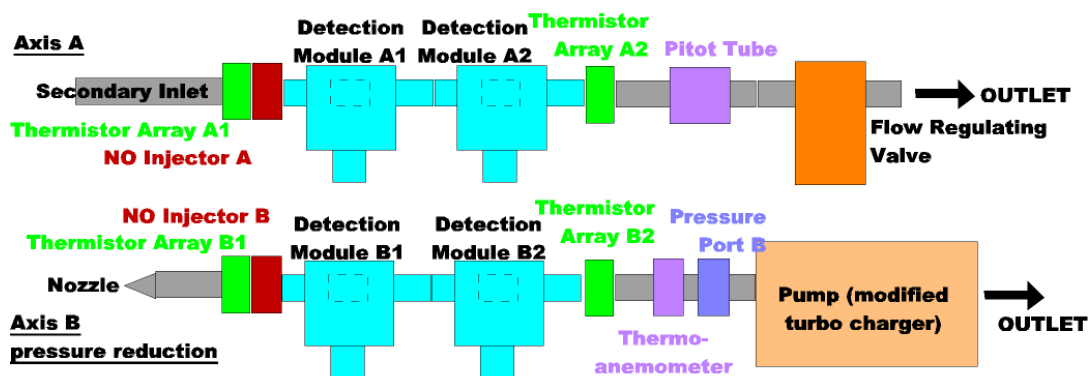 Axis A
Detection
Module A1
Detection
Module A2
Thermistor
Array A2
Pitot Tube
Secondary Inlet
OUTLET
Thermistor Array A1
NO Injector A
Flow Regulating
Valve
NO Injector B
Thermistor Array B1
Detection
Module B1
Detection
Module B2
Thermistor
Array B2
Pressure
Port B
Nozzle
Pump (modified
turbo charger)
OUTLET
Axis B
pressure reduction
Thermo-
anemometer